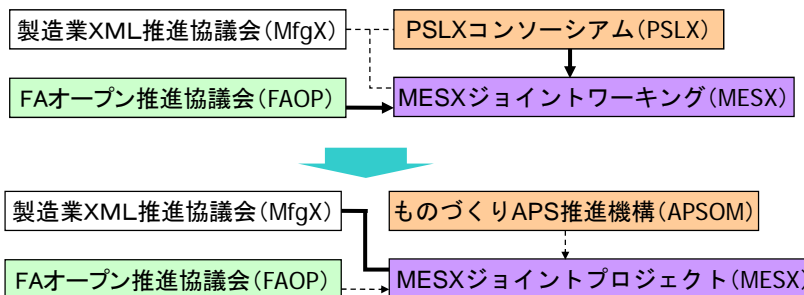 製造業XML推進協議会(MfgX)
PSLXコンソーシアム(PSLX)
FAオープン推進協議会(FAOP)
MESXジョイントワーキング(MESX)
製造業XML推進協議会(MfgX)
ものづくりAPS推進機構(APSOM)
FAオープン推進協議会(FAOP)
MESXジョイントプロジェクト(MESX)